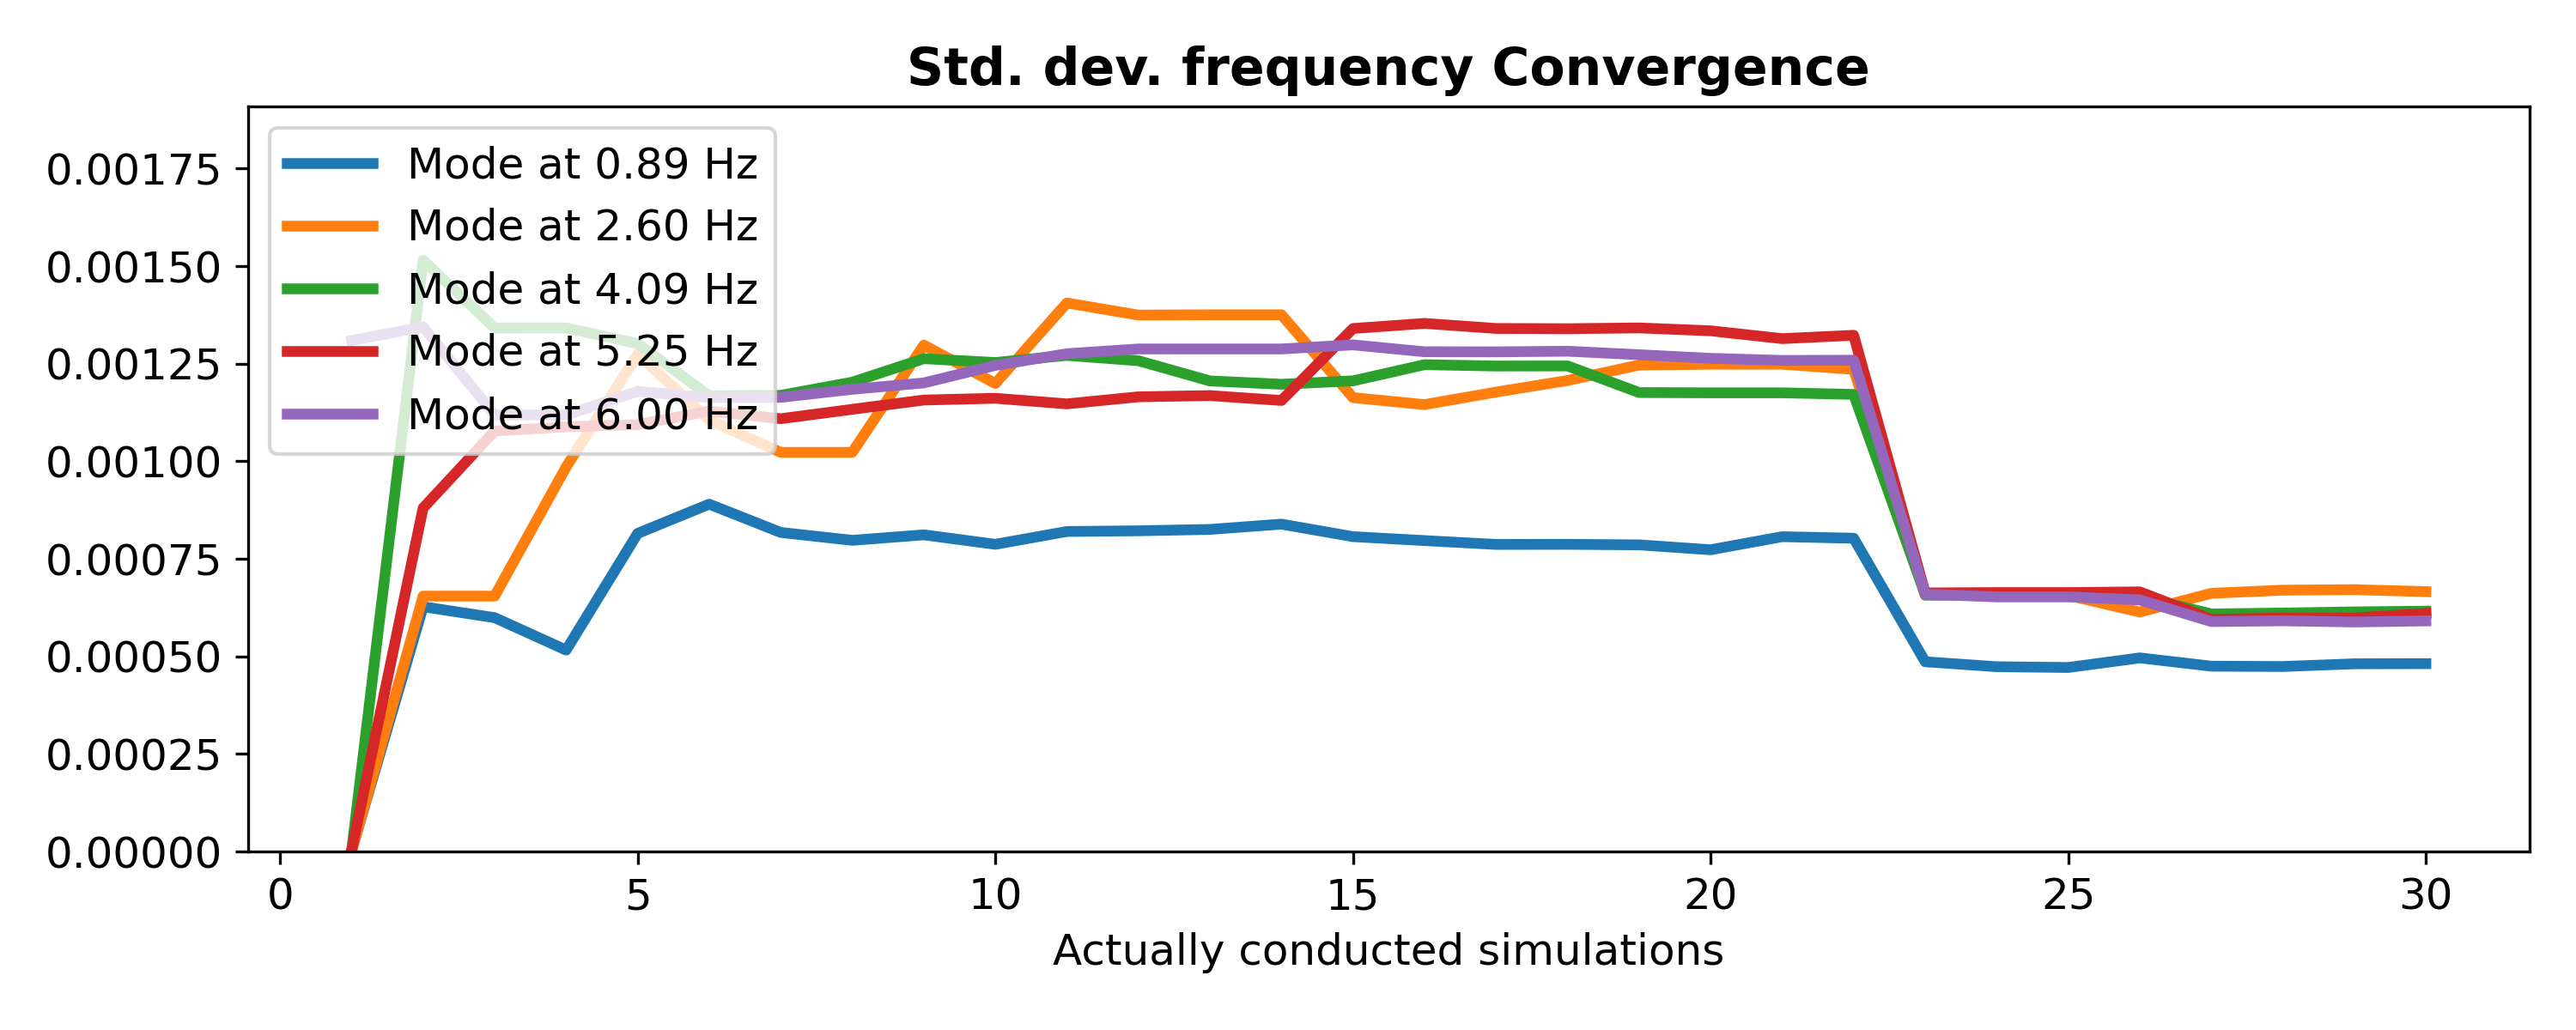 Std. dev. frequency Convergence
0.00175
0.00150
0.00125
0.00100
0.00075
0.00050
0.00025
0.00000
Mode at 0.89 Hz
Mode at 2.60 Hz
Mode at 4.09 Hz
Mode at 5.25 Hz
Mode at 6.00 Hz
0 5 10 15 20 25 30
Actually conducted simulations